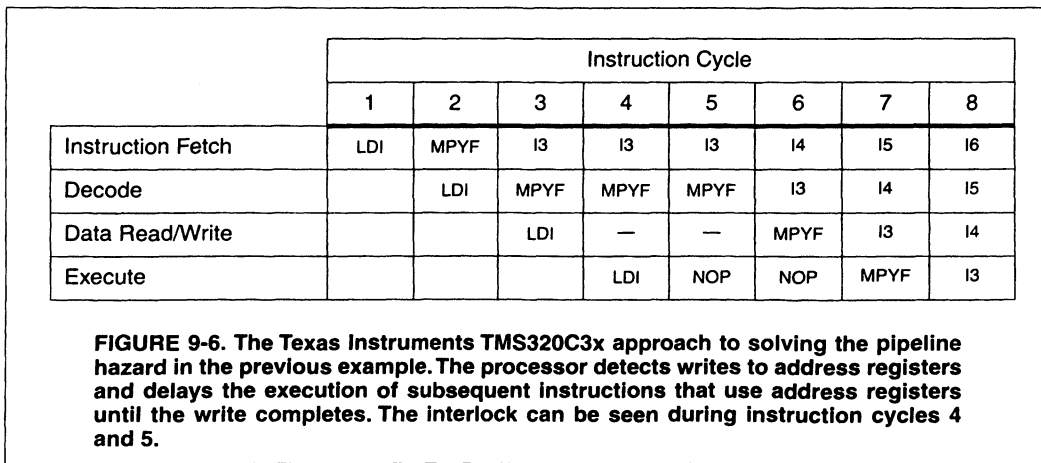 Instruction Cycle
1 2 3 4 5 6 7 8
Instruction Fetch LDI MPYF I3 I3 I3 I4 I5 I6
Decode LDI MPYF MPYF MPYF I3 I4 I5
Data Read/Write LDI — — MPYF I3 I4
Execute LDI NOP NOP MPYF I3
FIGURE 9-6. The Texas Instruments TMS320C3x approach to solving the pipeline
hazard in the previous example. The processor detects writes to address registers
and delays the execution of subsequent instructions that use address registers
until the write completes. The interlock can be seen during instruction cycles 4
and 5.